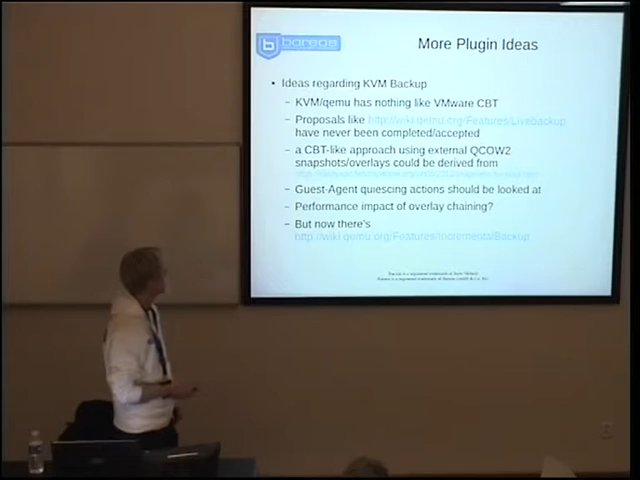 bareos
More Plugin Ideas
• Ideas regarding KVM Backup
– KVM/qemu has nothing like VMware CBT
– Proposals like http://wiki.qemu.org/Features/Livebackup
have never been completed/accepted
– a CBT-like approach using external QCOW2
snapshots/overlays could be derived from
– Guest-Agent quiescing actions should be looked at
– Performance impact of overlay chaining?
– But now there's
http://wiki.qemu.org/Features/IncrementalBackup